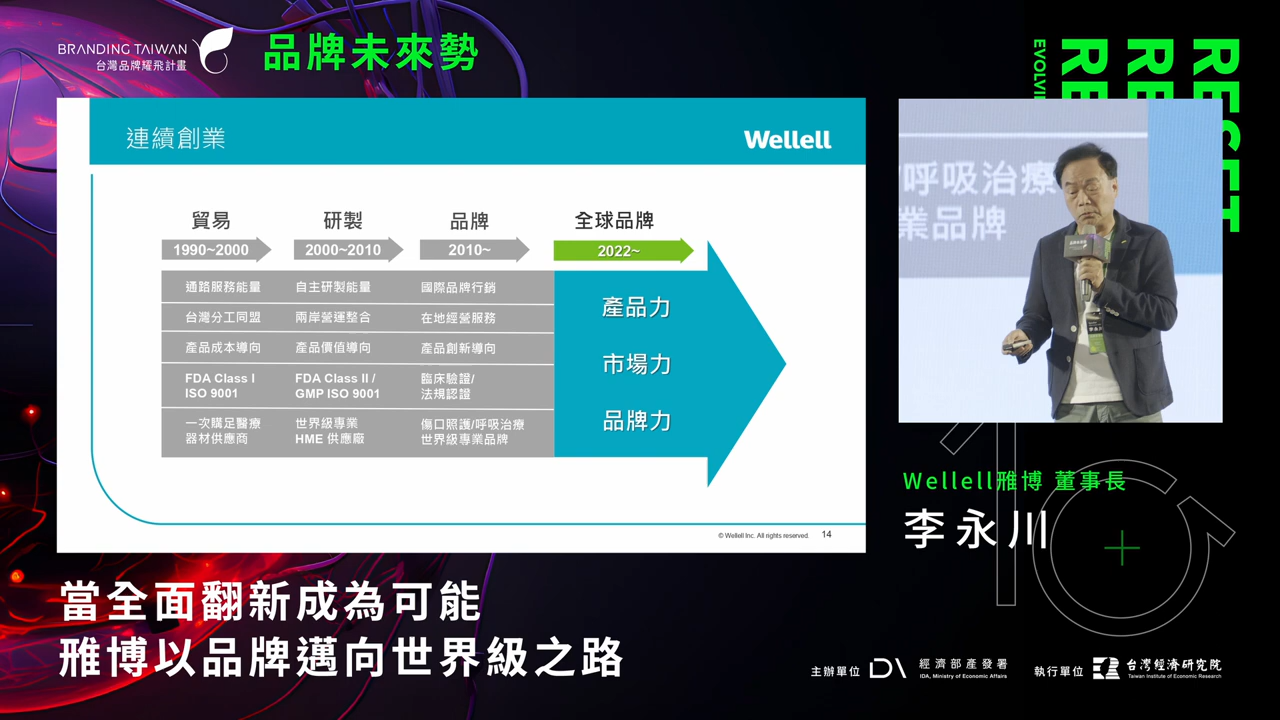 BRANDING TAIWAN
台灣品牌耀飛計畫
品牌未來勢
連續創業
Wellell
貿易
研製
品牌
全球品牌
1990~2000
2000~2010
2010~
2022~
通路服務能量
自主研製能量
國際品牌行銷
台灣分工同盟
兩岸營運整合
在地經營服務
產品成本導向
產品價值導向
產品創新導向
FDA Class I
ISO 9001
FDA Class II /
GMP ISO 9001
臨床驗證/
法規認證
一次購足醫療
器材供應商
世界級專業
HME 供應廠
傷口照護/呼吸治療
世界級專業品牌
產品力
市場力
品牌力
© Wellell Inc. All rights reserved.
14
呼吸治療
業品牌
Wellell雅博 董事長
李永川
當全面翻新成為可能
雅博以品牌邁向世界級之路
主辦單位
經濟部產發署
IDA, Ministry of Economic Affairs
執行單位
台灣經濟研究院
Taiwan Institute of Economic Research